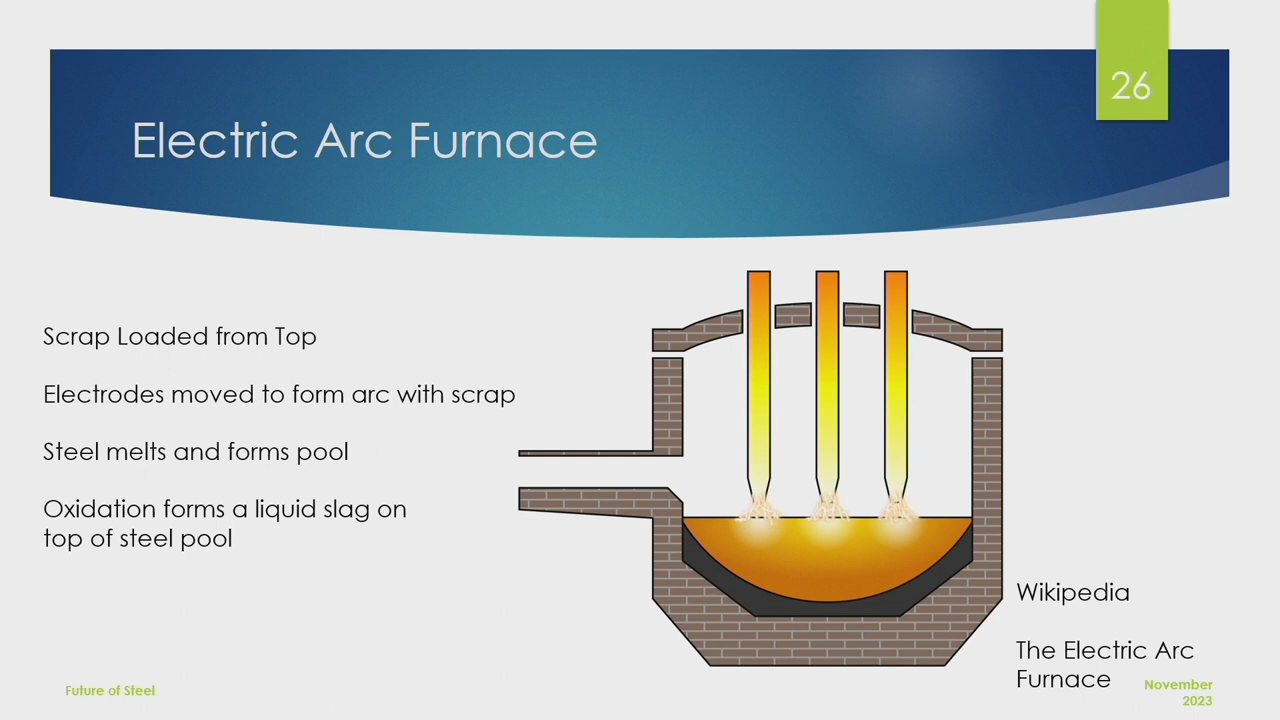 26
Electric Arc Furnace
Scrap Loaded from Top
Electrodes moved to form arc with scrap
Steel melts and forms pool
Oxidation forms a liquid slag on
top of steel pool
Wikipedia
The Electric Arc
Furnace
Future of Steel
November
2023